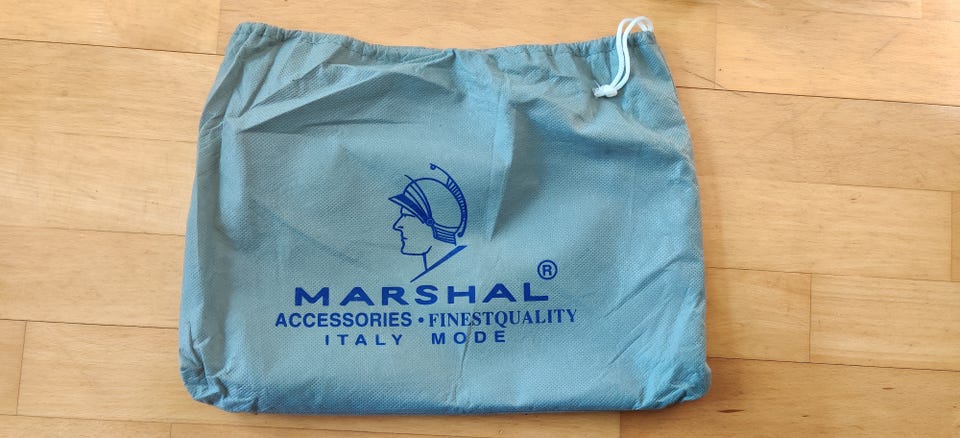 ®
MARSHAL
ACCESSORIES • FINESTQUALITY
ITALY MODE